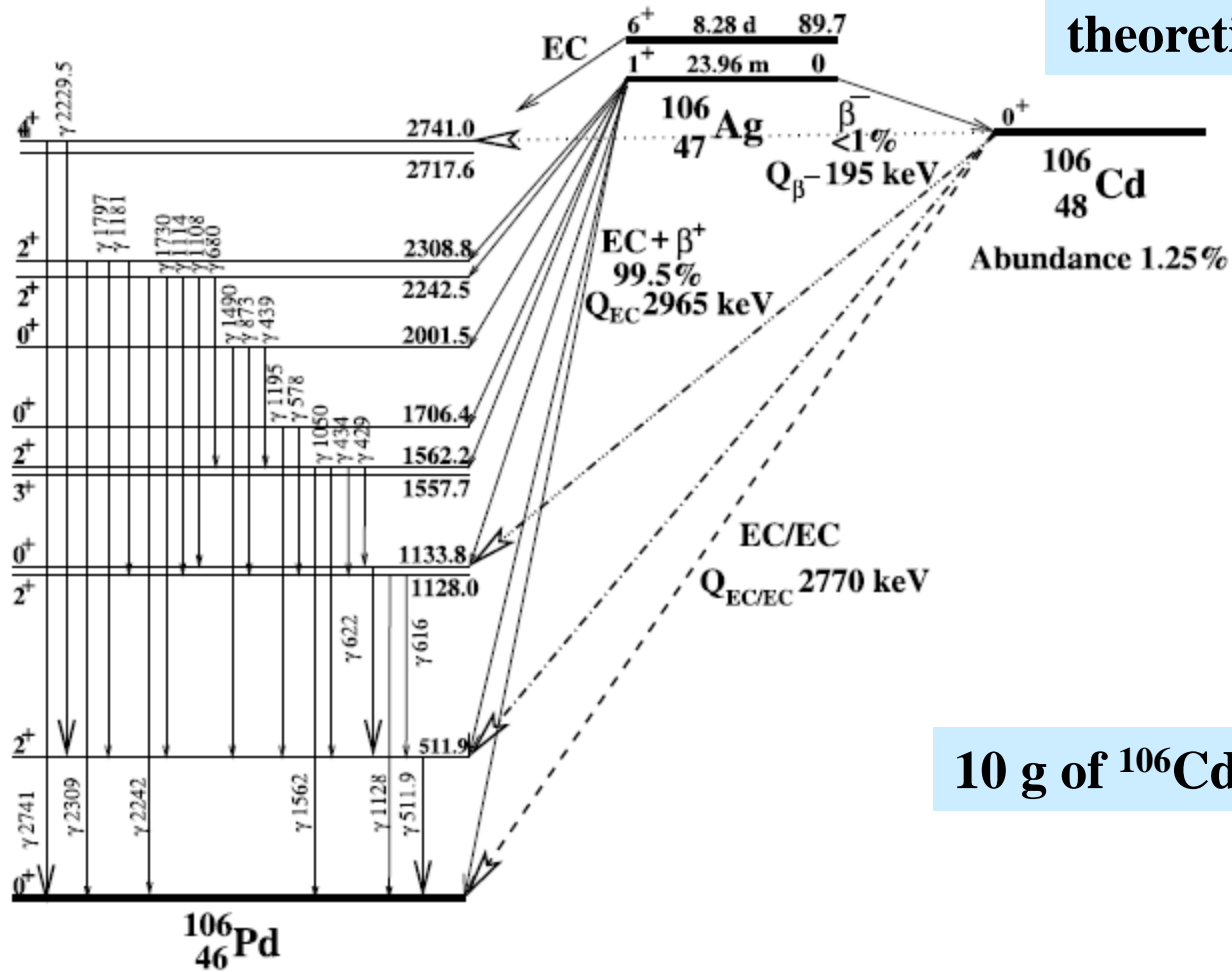 theoreti
6+ 8.28 d 89.7
EC
1+ 23.96 m 0
106
47 Ag
β−
<1%
Qβ− 195 keV
0+
106
48 Cd
Abundance 1.25%
γ 2229.5
4+ 2741.0
2717.6
γ 1797
γ 1181
γ 1730
γ 1114
γ 1108
γ 680
2+ 2308.8
2+ 2242.5
EC + β+
99.5%
QEC 2965 keV
γ 1490
γ 873
γ 439
0+ 2001.5
γ 1195
γ 578
γ 1050
γ 434
γ 429
0+ 1706.4
2+ 1562.2
3+ 1557.7
0+ 1133.8
2+ 1128.0
EC/EC
QEC/EC 2770 keV
γ 622
γ 616
2+ 511.9
10 g of 106Cd
γ 2741
γ 2309
γ 2242
γ 1562
γ 1128
γ 511.9
0+
106
46 Pd